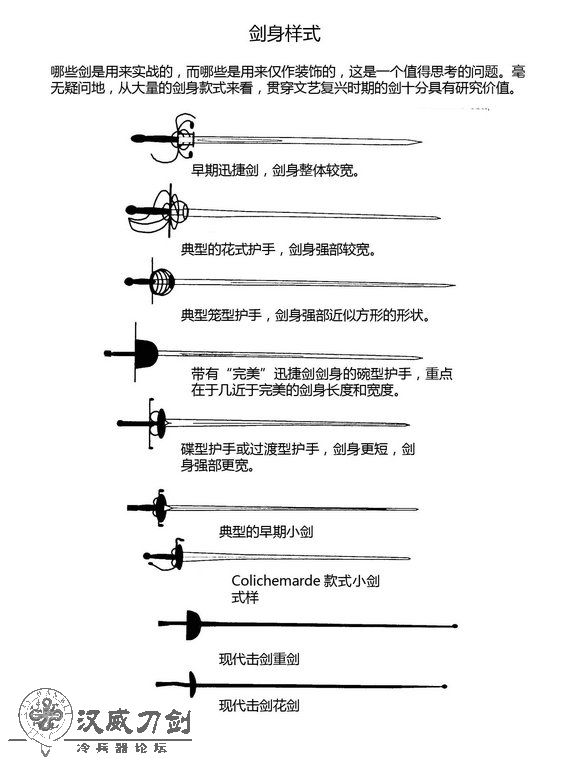 剑身样式
哪些剑是用来实战的，而哪些是用来仅作装饰的，这是一个值得思考的问题。毫
无疑问地，从大量的剑身款式来看，贯穿文艺复兴时期的剑十分具有研究价值。
早期迅捷剑，剑身整体较宽。
典型的花式护手，剑身强部较宽。
典型笼型护手，剑身强部近似方形的形状。
带有“完美”迅捷剑剑身的碗型护手，重点
在于几近于完美的剑身长度和宽度。
碟型护手或过渡型护手，剑身更短，剑
身强部更宽。
典型的早期小剑
Colichemarde 款式小剑
式样
现代击剑重剑
现代击剑花剑
汉威刀剑
冷兵器论坛